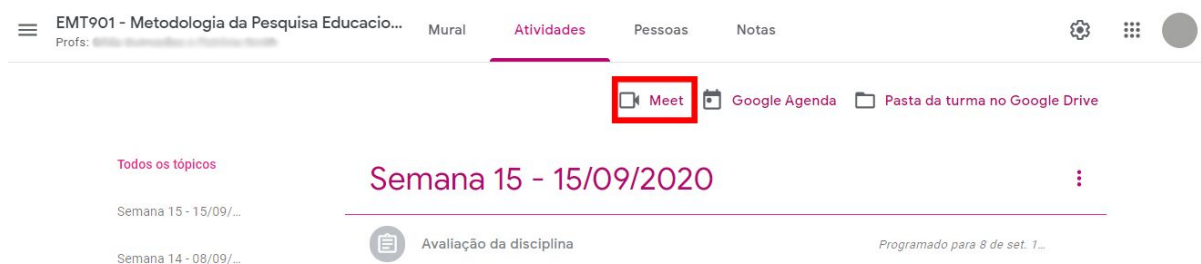 EMT901 - Metodologia da Pesquisa Educacio...
Profs:
Mural Atividades Pessoas Notas
Meet Google Agenda Pasta da turma no Google Drive
Todos os tópicos
Semana 15 - 15/09/...
Semana 14 - 08/09/...
Semana 15 - 15/09/2020
Avaliação da disciplina Programado para 8 de set. 1...